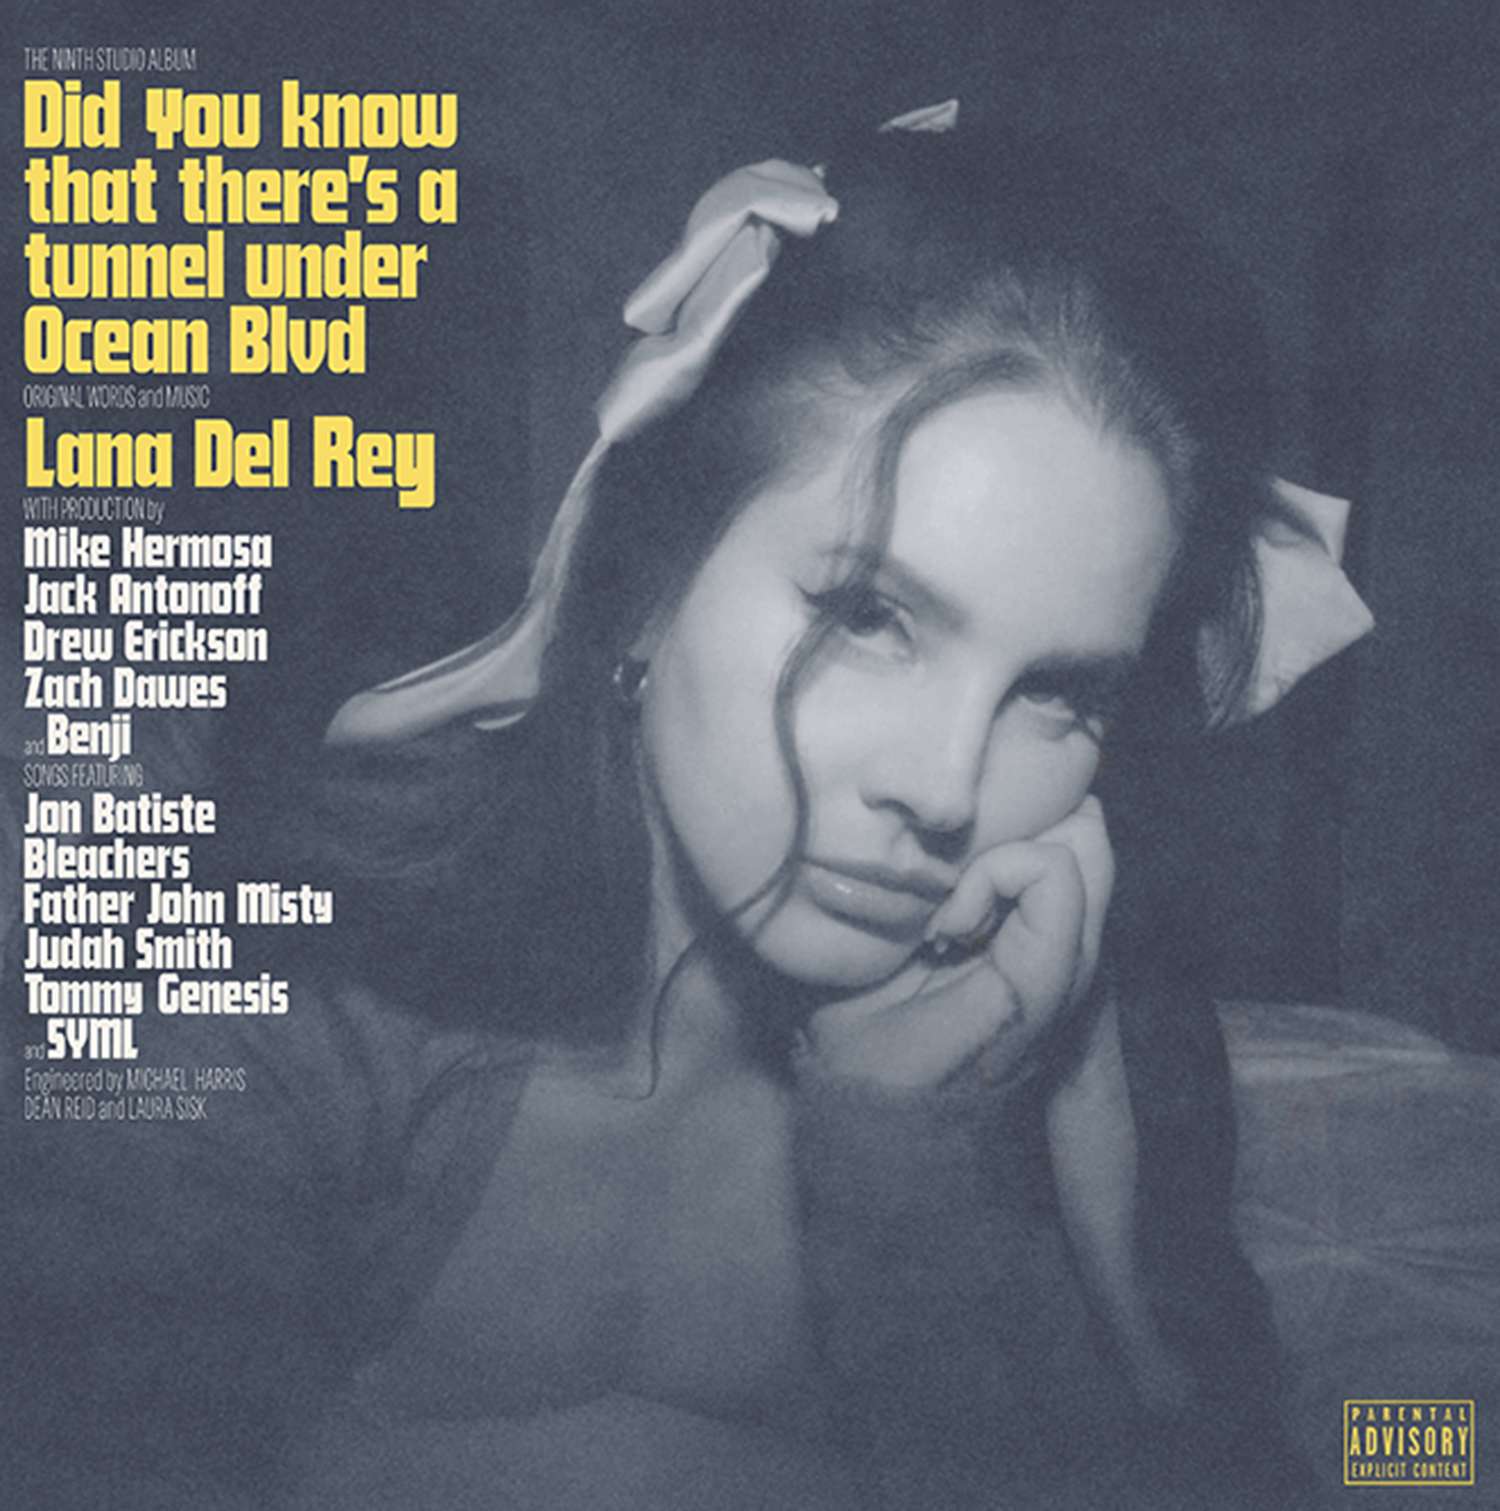 THE NINTH STUDIO ALBUM
Did you know
that there's a
tunnel under
Ocean Blvd
ORIGINAL WORDS and MUSIC
Lana Del Rey
WITH PRODUCTION by
Mike Hermosa
Jack Antonoff
Drew Erickson
Zach Dawes
and Benji
SONGS FEATURING
Jon Batiste
Bleachers
Father John Misty
Judah Smith
Tommy Genesis
and SYML
Engineered by MICHAEL HARRIS
DEAN REID and LAURA SISK
PARENTAL
ADVISORY
EXPLICIT CONTENT